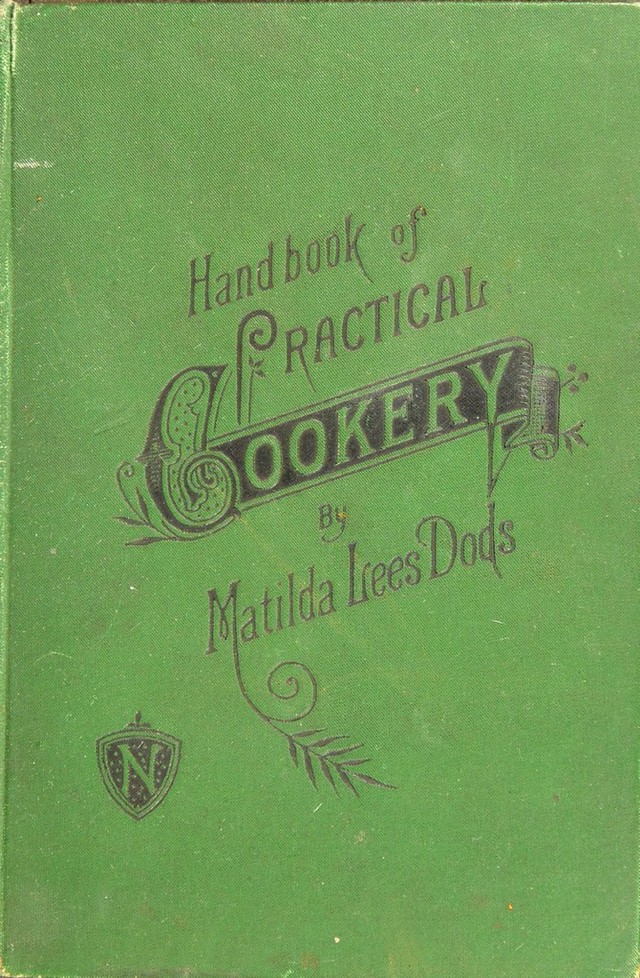 Handbook of
PRACTICAL
COOKERY
By
Matilda Lees Dods
N